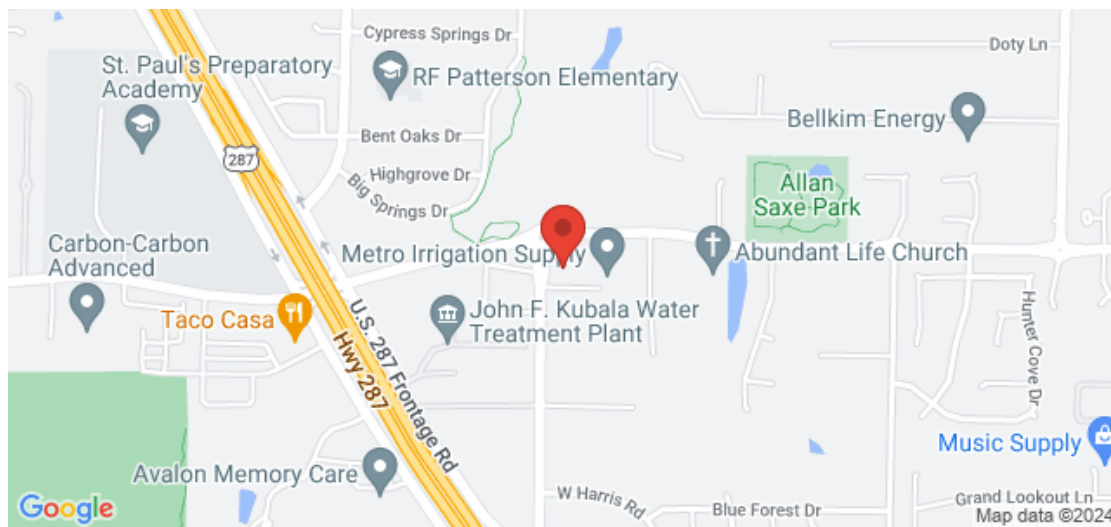 Cypress Springs Dr
Doty Ln
St. Paul's Preparatory
Academy
RF Patterson Elementary
Bellkim Energy
Bent Oaks Dr
287
Highgrove Dr
Big Springs Dr
Allan
Saxe Park
Carbon-Carbon
Advanced
Metro Irrigation Supply
Abundant Life Church
Taco Casa
John F. Kubala Water
Treatment Plant
U.S. 287 Frontage Rd
Hwy 287
Hunter Cove Dr
Music Supply
Avalon Memory Care
W Harris Rd
Blue Forest Dr
Grand Lookout Ln
Google
Map data ©2024